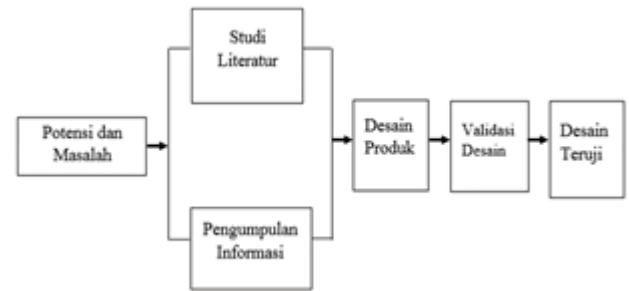 Potensi dan
Masalah
Studi
Literatur
Pengumpulan
Informasi
Desain
Produk
Validasi
Desain
Desain
Teruji